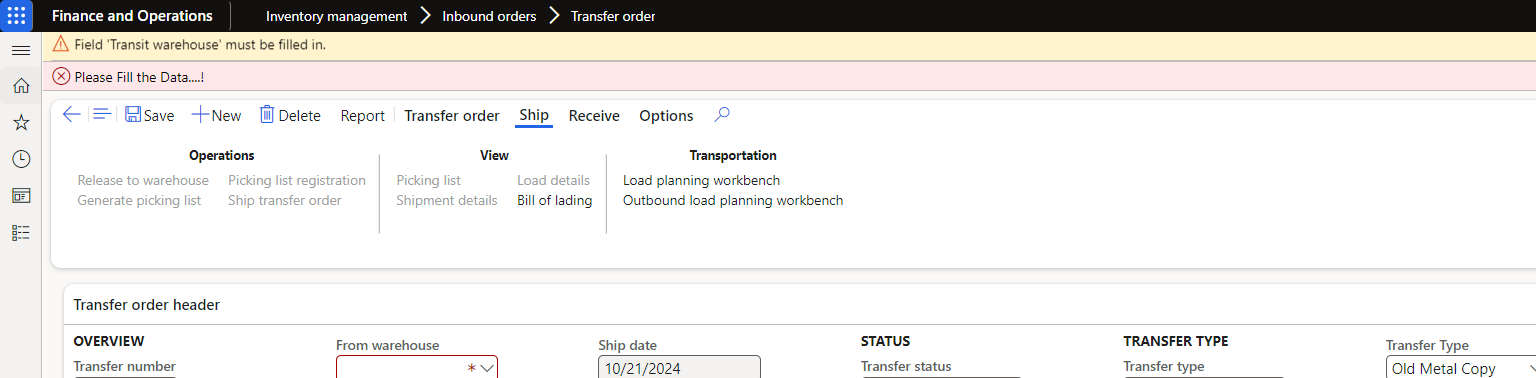 Finance and Operations Inventory management Inbound orders Transfer order
Field 'Transit warehouse' must be filled in.
Please Fill the Data....!
Save New Delete Report Transfer order Ship Receive Options
Operations View Transportation
Release to warehouse Picking list registration Picking list Load details Load planning workbench
Generate picking list Ship transfer order Shipment details Bill of lading Outbound load planning workbench
Transfer order header
OVERVIEW From warehouse Ship date STATUS TRANSFER TYPE Transfer Type
Transfer number * 10/21/2024 Transfer status Transfer type Old Metal Copy